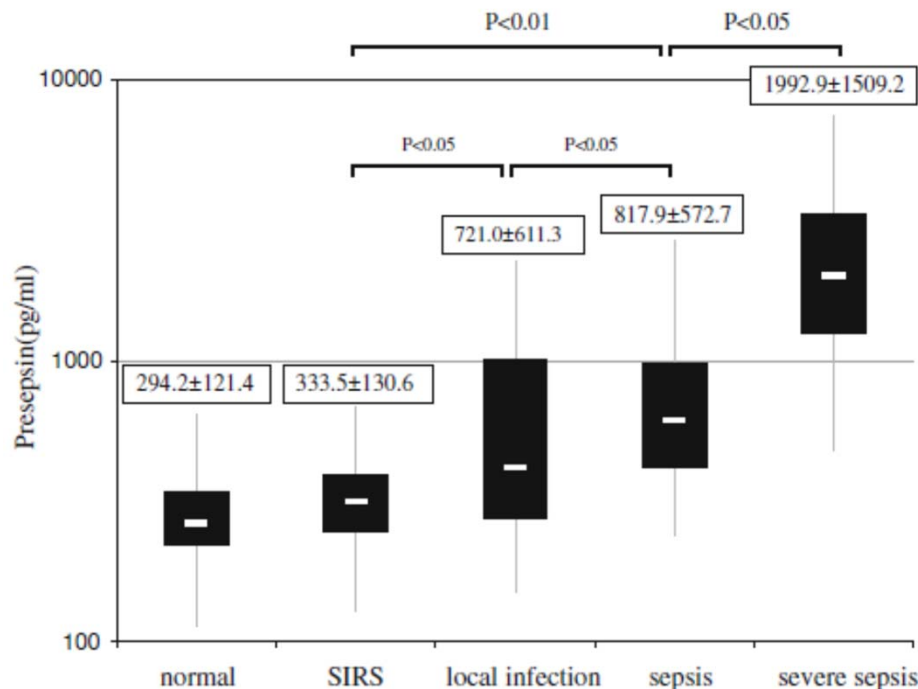 P<0.01
P<0.05
10000
1992.9±1509.2
P<0.05
P<0.05
721.0±611.3
817.9±572.7
Presepsin(pg/ml)
1000
294.2±121.4
333.5±130.6
100
normal
SIRS
local infection
sepsis
severe sepsis